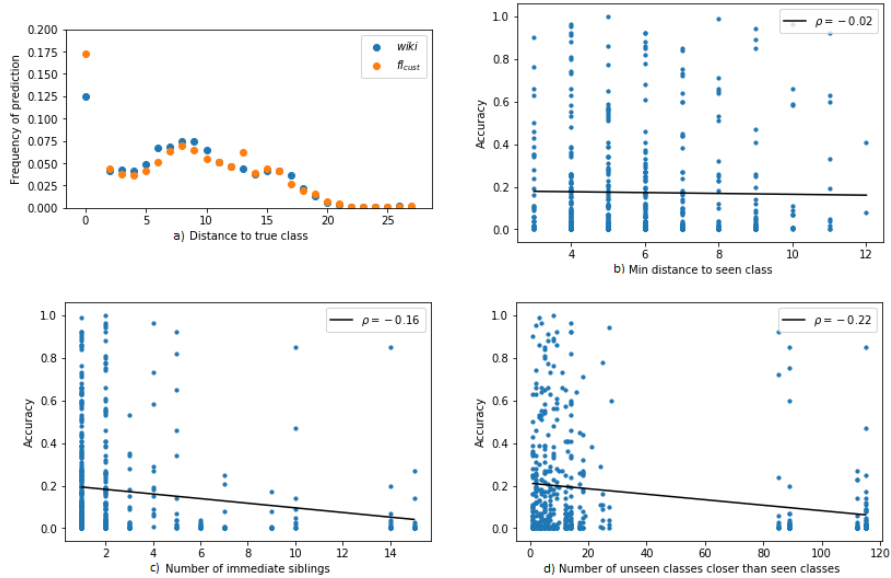 0.200
0.175
0.150
0.125
0.100
0.075
0.050
0.025
0.000
Frequency of prediction
wiki
fl_cust
0 5 10 15 20 25
a) Distance to true class
1.0
0.8
0.6
0.4
0.2
0.0
Accuracy
ρ = −0.02
4 6 8 10 12
b) Min distance to seen class
1.0
0.8
0.6
0.4
0.2
0.0
Accuracy
ρ = −0.16
2 4 6 8 10 12 14
c) Number of immediate siblings
1.0
0.8
0.6
0.4
0.2
0.0
Accuracy
ρ = −0.22
0 20 40 60 80 100 120
d) Number of unseen classes closer than seen classes